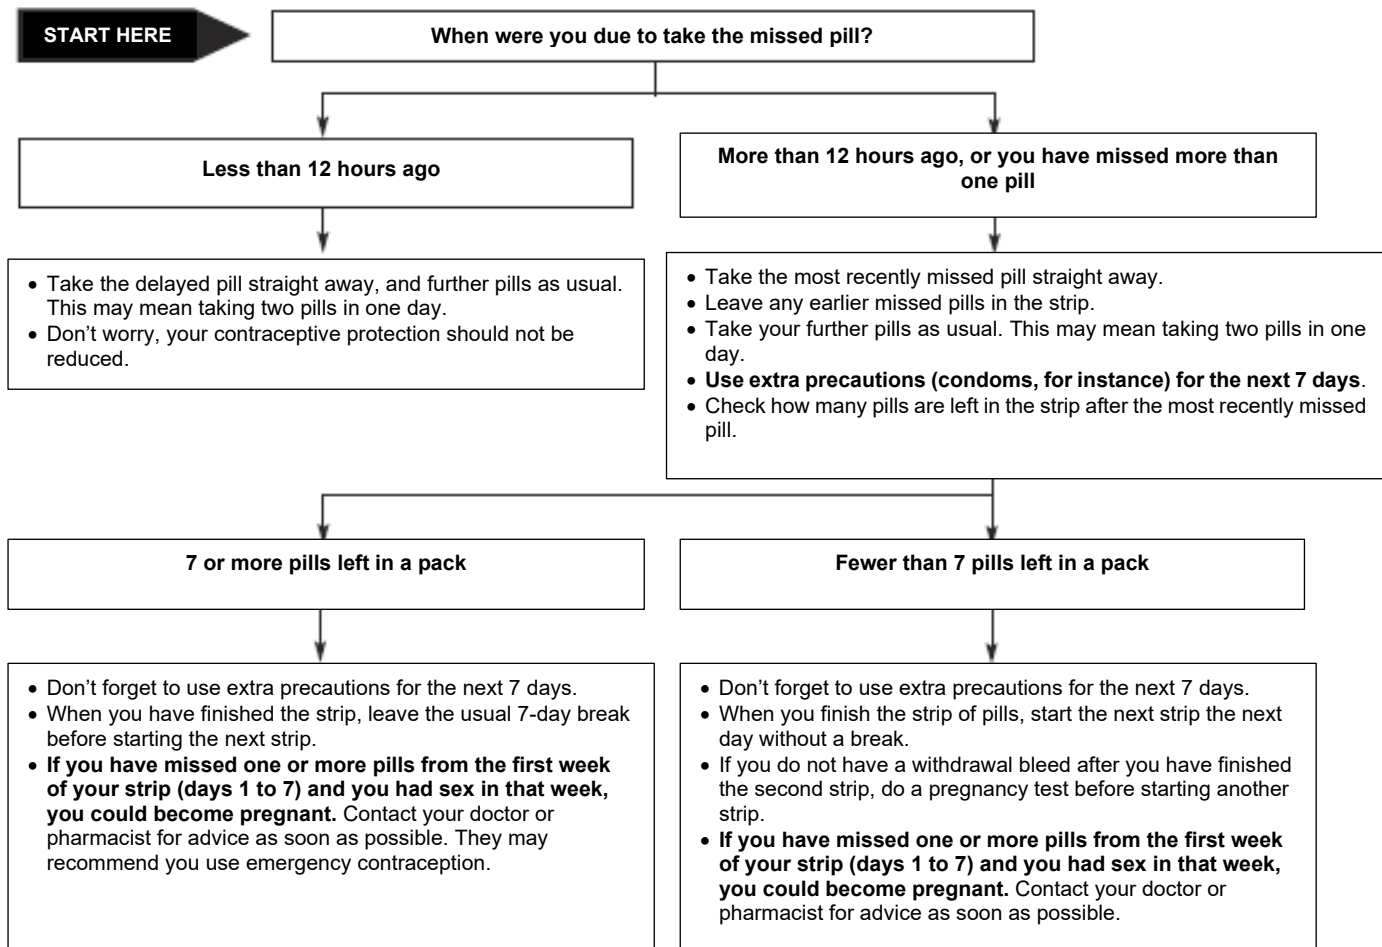 START HERE
When were you due to take the missed pill?
Less than 12 hours ago
More than 12 hours ago, or you have missed more than
one pill
• Take the delayed pill straight away, and further pills as usual.
This may mean taking two pills in one day.
• Don’t worry, your contraceptive protection should not be
reduced.
• Take the most recently missed pill straight away.
• Leave any earlier missed pills in the strip.
• Take your further pills as usual. This may mean taking two pills in one
day.
• Use extra precautions (condoms, for instance) for the next 7 days.
• Check how many pills are left in the strip after the most recently missed
pill.
7 or more pills left in a pack
Fewer than 7 pills left in a pack
• Don’t forget to use extra precautions for the next 7 days.
• When you have finished the strip, leave the usual 7-day break
before starting the next strip.
• If you have missed one or more pills from the first week
of your strip (days 1 to 7) and you had sex in that week,
you could become pregnant. Contact your doctor or
pharmacist for advice as soon as possible. They may
recommend you use emergency contraception.
• Don’t forget to use extra precautions for the next 7 days.
• When you finish the strip of pills, start the next strip the next
day without a break.
• If you do not have a withdrawal bleed after you have finished
the second strip, do a pregnancy test before starting another
strip.
• If you have missed one or more pills from the first week
of your strip (days 1 to 7) and you had sex in that week,
you could become pregnant. Contact your doctor or
pharmacist for advice as soon as possible.